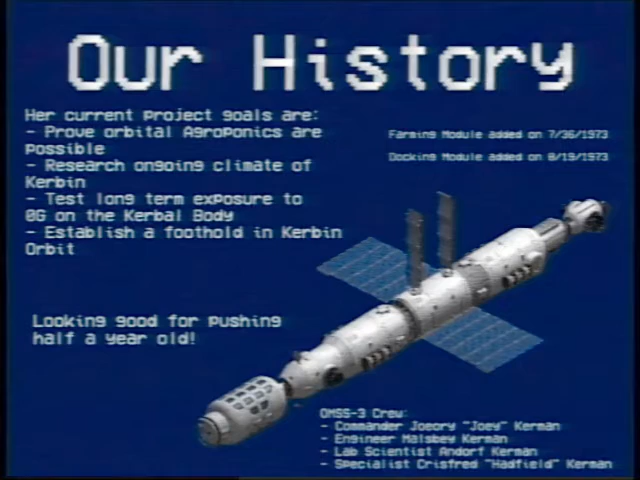 Our History
Her current project goals are:
- Prove orbital Agroponics are
possible
- Research ongoing climate of
Kerbin
- Test long term exposure to
0G on the Kerbal Body
- Establish a foothold in Kerbin
Orbit
Farming Module added on 7/36/1973
Docking Module added on 8/19/1973
Looking good for pushing
half a year old!
OMSS-3 Crew:
- Commander Joeory "Joey" Kerman
- Engineer Malsbey Kerman
- Lab Scientist Andorf Kerman
- Specialist Crisfred "Hadfield" Kerman